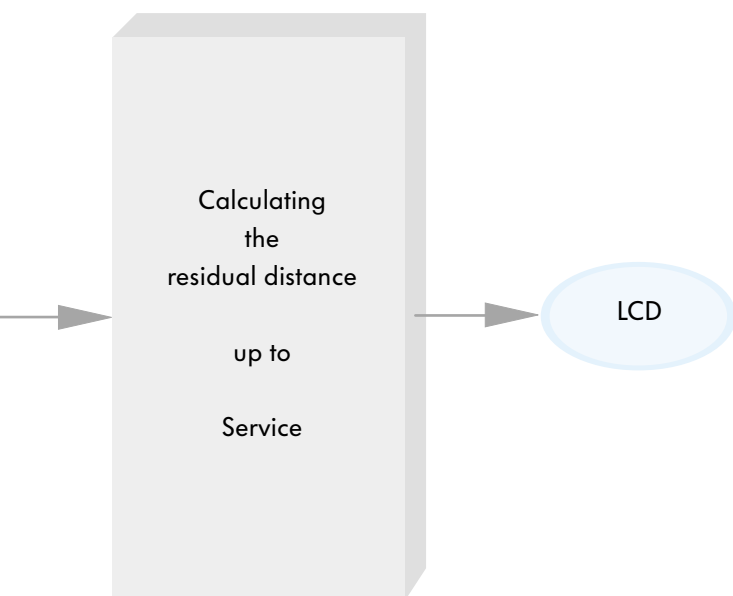 Calculating
the
residual distance
up to
Service
LCD